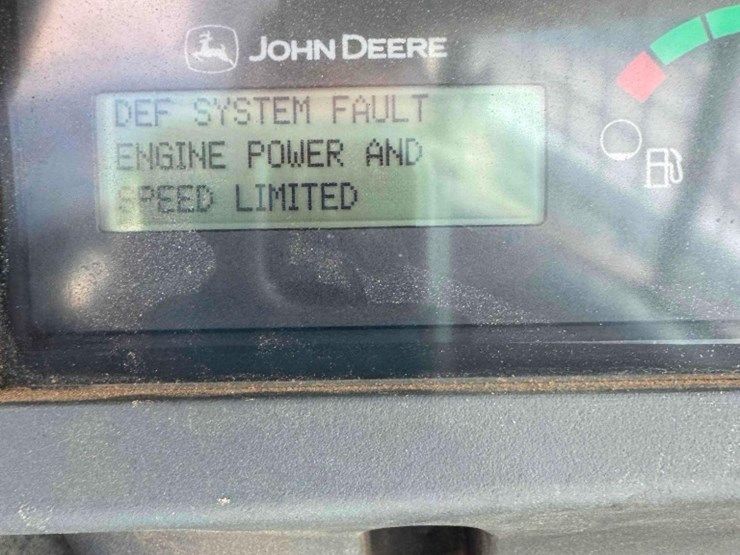 JOHN DEERE
DEF SYSTEM FAULT
ENGINE POWER AND
SPEED LIMITED